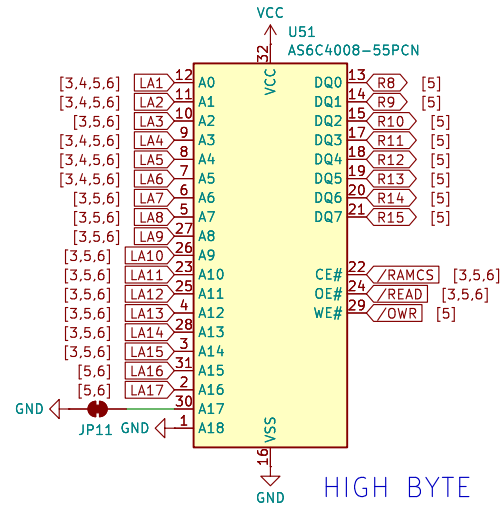 VCC
U51
AS6C4008-55PCN
32 VCC
[3,4,5,6] LA1 12 A0 DQ0 13 R8 [5]
[3,4,5,6] LA2 11 A1 DQ1 14 R9 [5]
[3,5,6] LA3 10 A2 DQ2 15 R10 [5]
[3,4,5,6] LA4 9 A3 DQ3 17 R11 [5]
[3,4,5,6] LA5 8 A4 DQ4 18 R12 [5]
[3,4,5,6] LA6 7 A5 DQ5 19 R13 [5]
[3,5,6] LA7 6 A6 DQ6 20 R14 [5]
[3,5,6] LA8 5 A7 DQ7 21 R15 [5]
[3,5,6] LA9 27 A8
[3,5,6] LA10 26 A9
[3,5,6] LA11 23 A10 CE# 22 /RAMCS [3,5,6]
[3,5,6] LA12 25 A11 OE# 24 /READ [3,5,6]
[3,5,6] LA13 4 A12 WE# 29 /OWR [5]
[3,5,6] LA14 28 A13
[3,5,6] LA15 3 A14
[5,6] LA16 31 A15
[5,6] LA17 2 A16
GND JP11 30 A17
GND 1 A18
VSS 16
GND
HIGH BYTE